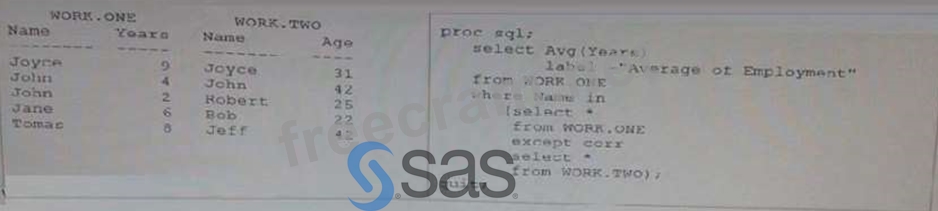 WORK.ONE
Name Years
Joyce 9
John 4
John 2
Jane 6
Tomas 8
WORK.TWO
Name Age
Joyce 31
John 42
Robert 25
Bob 22
Jeff 42
proc sql;
select Avg(Years)
label ="Average of Employment"
from WORK.ONE
where Name in
(select *
from WORK.ONE
except corr
select *
from WORK.TWO);
quit;
sas